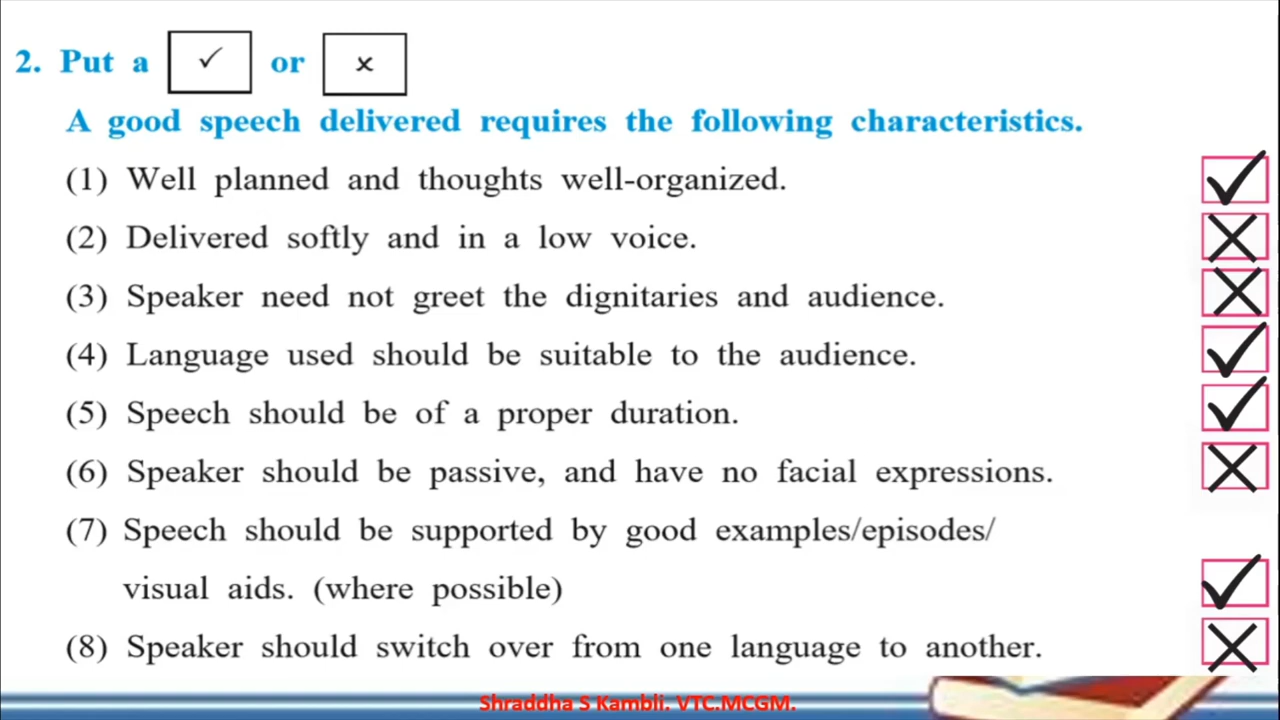 2. Put a ✓ or ×
A good speech delivered requires the following characteristics.
(1) Well planned and thoughts well-organized. ✓
(2) Delivered softly and in a low voice. ×
(3) Speaker need not greet the dignitaries and audience. ×
(4) Language used should be suitable to the audience. ✓
(5) Speech should be of a proper duration. ✓
(6) Speaker should be passive, and have no facial expressions. ×
(7) Speech should be supported by good examples/episodes/
visual aids. (where possible) ✓
(8) Speaker should switch over from one language to another. ×
Shraddha S Kambli. VTC.MCGM.